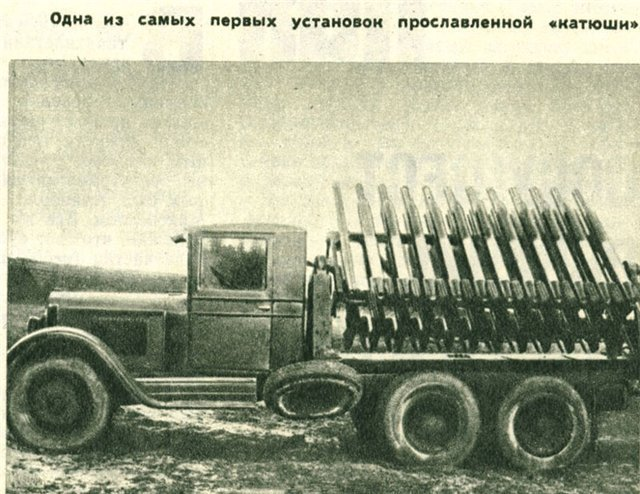 Одна из самых первых установок прославленной «катюши»